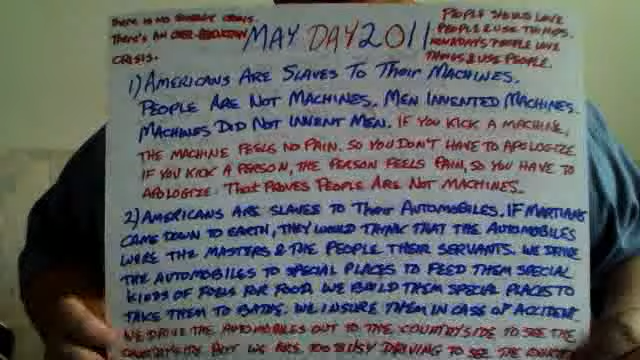 THERE IS NO ENERGY CRISIS.
THERE'S AN OVER-POPULATION
CRISIS.
MAY DAY 2011
PEOPLE SHOULD LOVE
PEOPLE & USE THINGS.
NOWADAYS PEOPLE LOVE
THINGS & USE PEOPLE.
1) AMERICANS ARE SLAVES TO THEIR MACHINES.
PEOPLE ARE NOT MACHINES. MEN INVENTED MACHINES.
MACHINES DID NOT INVENT MEN. IF YOU KICK A MACHINE,
THE MACHINE FEELS NO PAIN. SO YOU DON'T HAVE TO APOLOGIZE
IF YOU KICK A PERSON, THE PERSON FEELS PAIN, SO YOU HAVE TO
APOLOGIZE. THAT PROVES PEOPLE ARE NOT MACHINES.
2) AMERICANS ARE SLAVES TO THEIR AUTOMOBILES. IF MARTIANS
CAME DOWN TO EARTH, THEY WOULD THINK THAT THE AUTOMOBILES
WERE THE MASTERS & THE PEOPLE THEIR SERVANTS. WE DRIVE
THE AUTOMOBILES TO SPECIAL PLACES TO FEED THEM SPECIAL
KINDS OF FUELS FOR FOOD. WE BUILD THEM SPECIAL PLACES TO
TAKE THEM TO BATHE. WE INSURE THEM IN CASE OF ACCIDENT
WE DRIVE THE AUTOMOBILES OUT TO THE COUNTRYSIDE TO SEE THE
COUNTRYSIDE BUT WE ARE TOO BUSY DRIVING TO SEE THE